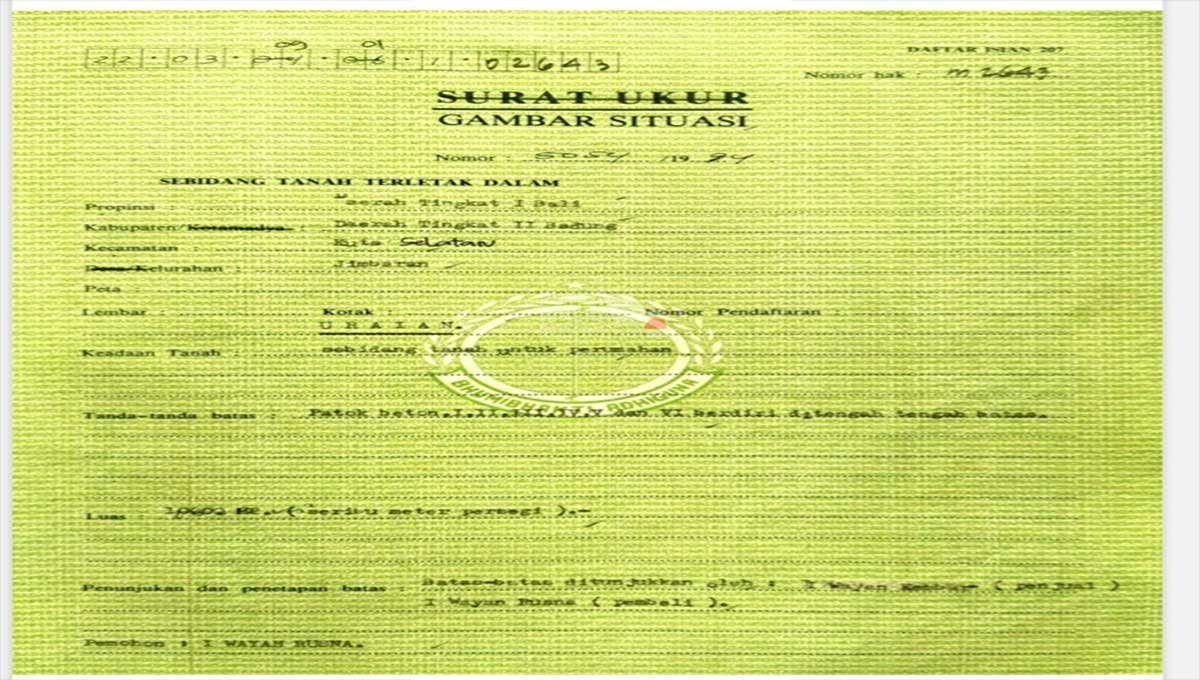 DAFTAR ISIAN 207
09 01
22.03. . .1.02643
Nomor hak : M 2643
SURAT UKUR
GAMBAR SITUASI
Nomor : 5054 /19 84
SEBIDANG TANAH TERLETAK DALAM
Propinsi : Daerah Tingkat I Bali
Kabupaten/Kotamadya : Daerah Tingkat II Badung
Kecamatan : Kuta Selatan
Desa/Kelurahan : Jimbaran
Peta :
Lembar : Kotak : Nomor Pendaftaran :
U R A I A N.
Keadaan Tanah : sebidang tanah untuk perumahan
BHUMI
Tanda-tanda batas : Patok beton.I.II.III.IV.V dan VI berdiri ditengah tengah batas.
Luas : M2. ( seribu meter persegi ).-
Penunjukan dan penetapan batas : Batas-batas ditunjukkan oleh : I Wayan ( penjual )
I Wayan Rusna ( pembeli ).
Pemohon : I WAYAN RUSNA.